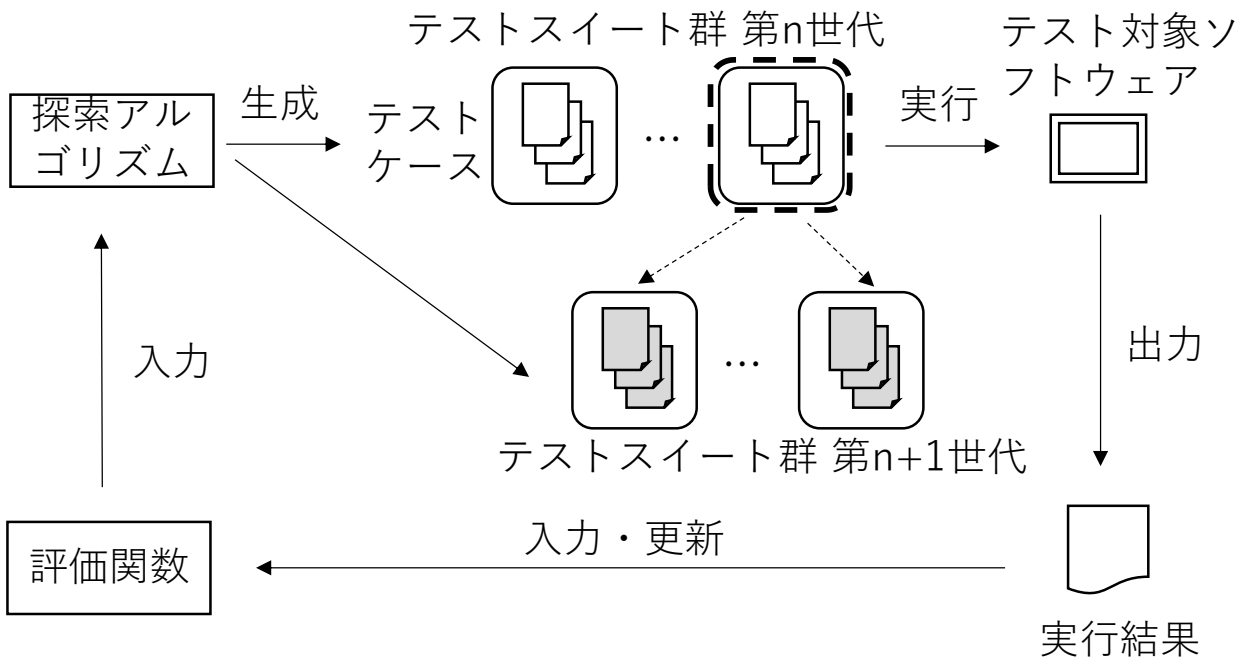 テストスイート群 第n世代
テスト対象ソ
フトウェア
探索アル
ゴリズム
生成
テスト
ケース
…
実行
入力
…
出力
テストスイート群 第n+1世代
評価関数
入力・更新
実行結果